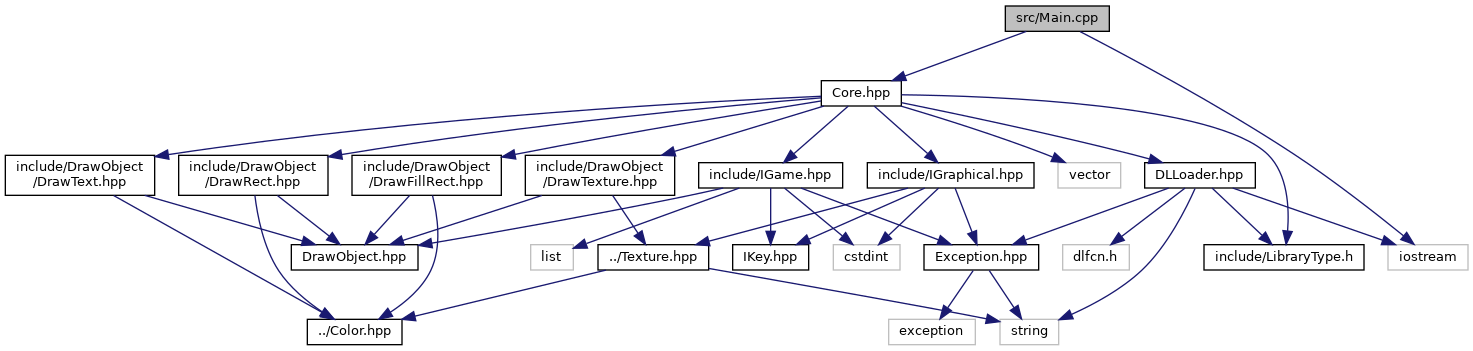 src/Main.cpp
Core.hpp
include/DrawObject
/DrawText.hpp
include/DrawObject
/DrawRect.hpp
include/DrawObject
/DrawFillRect.hpp
include/DrawObject
/DrawTexture.hpp
include/IGame.hpp
include/IGraphical.hpp
vector
DLLoader.hpp
DrawObject.hpp
list
../Texture.hpp
IKey.hpp
cstdint
Exception.hpp
dlfcn.h
include/LibraryType.h
iostream
../Color.hpp
exception
string